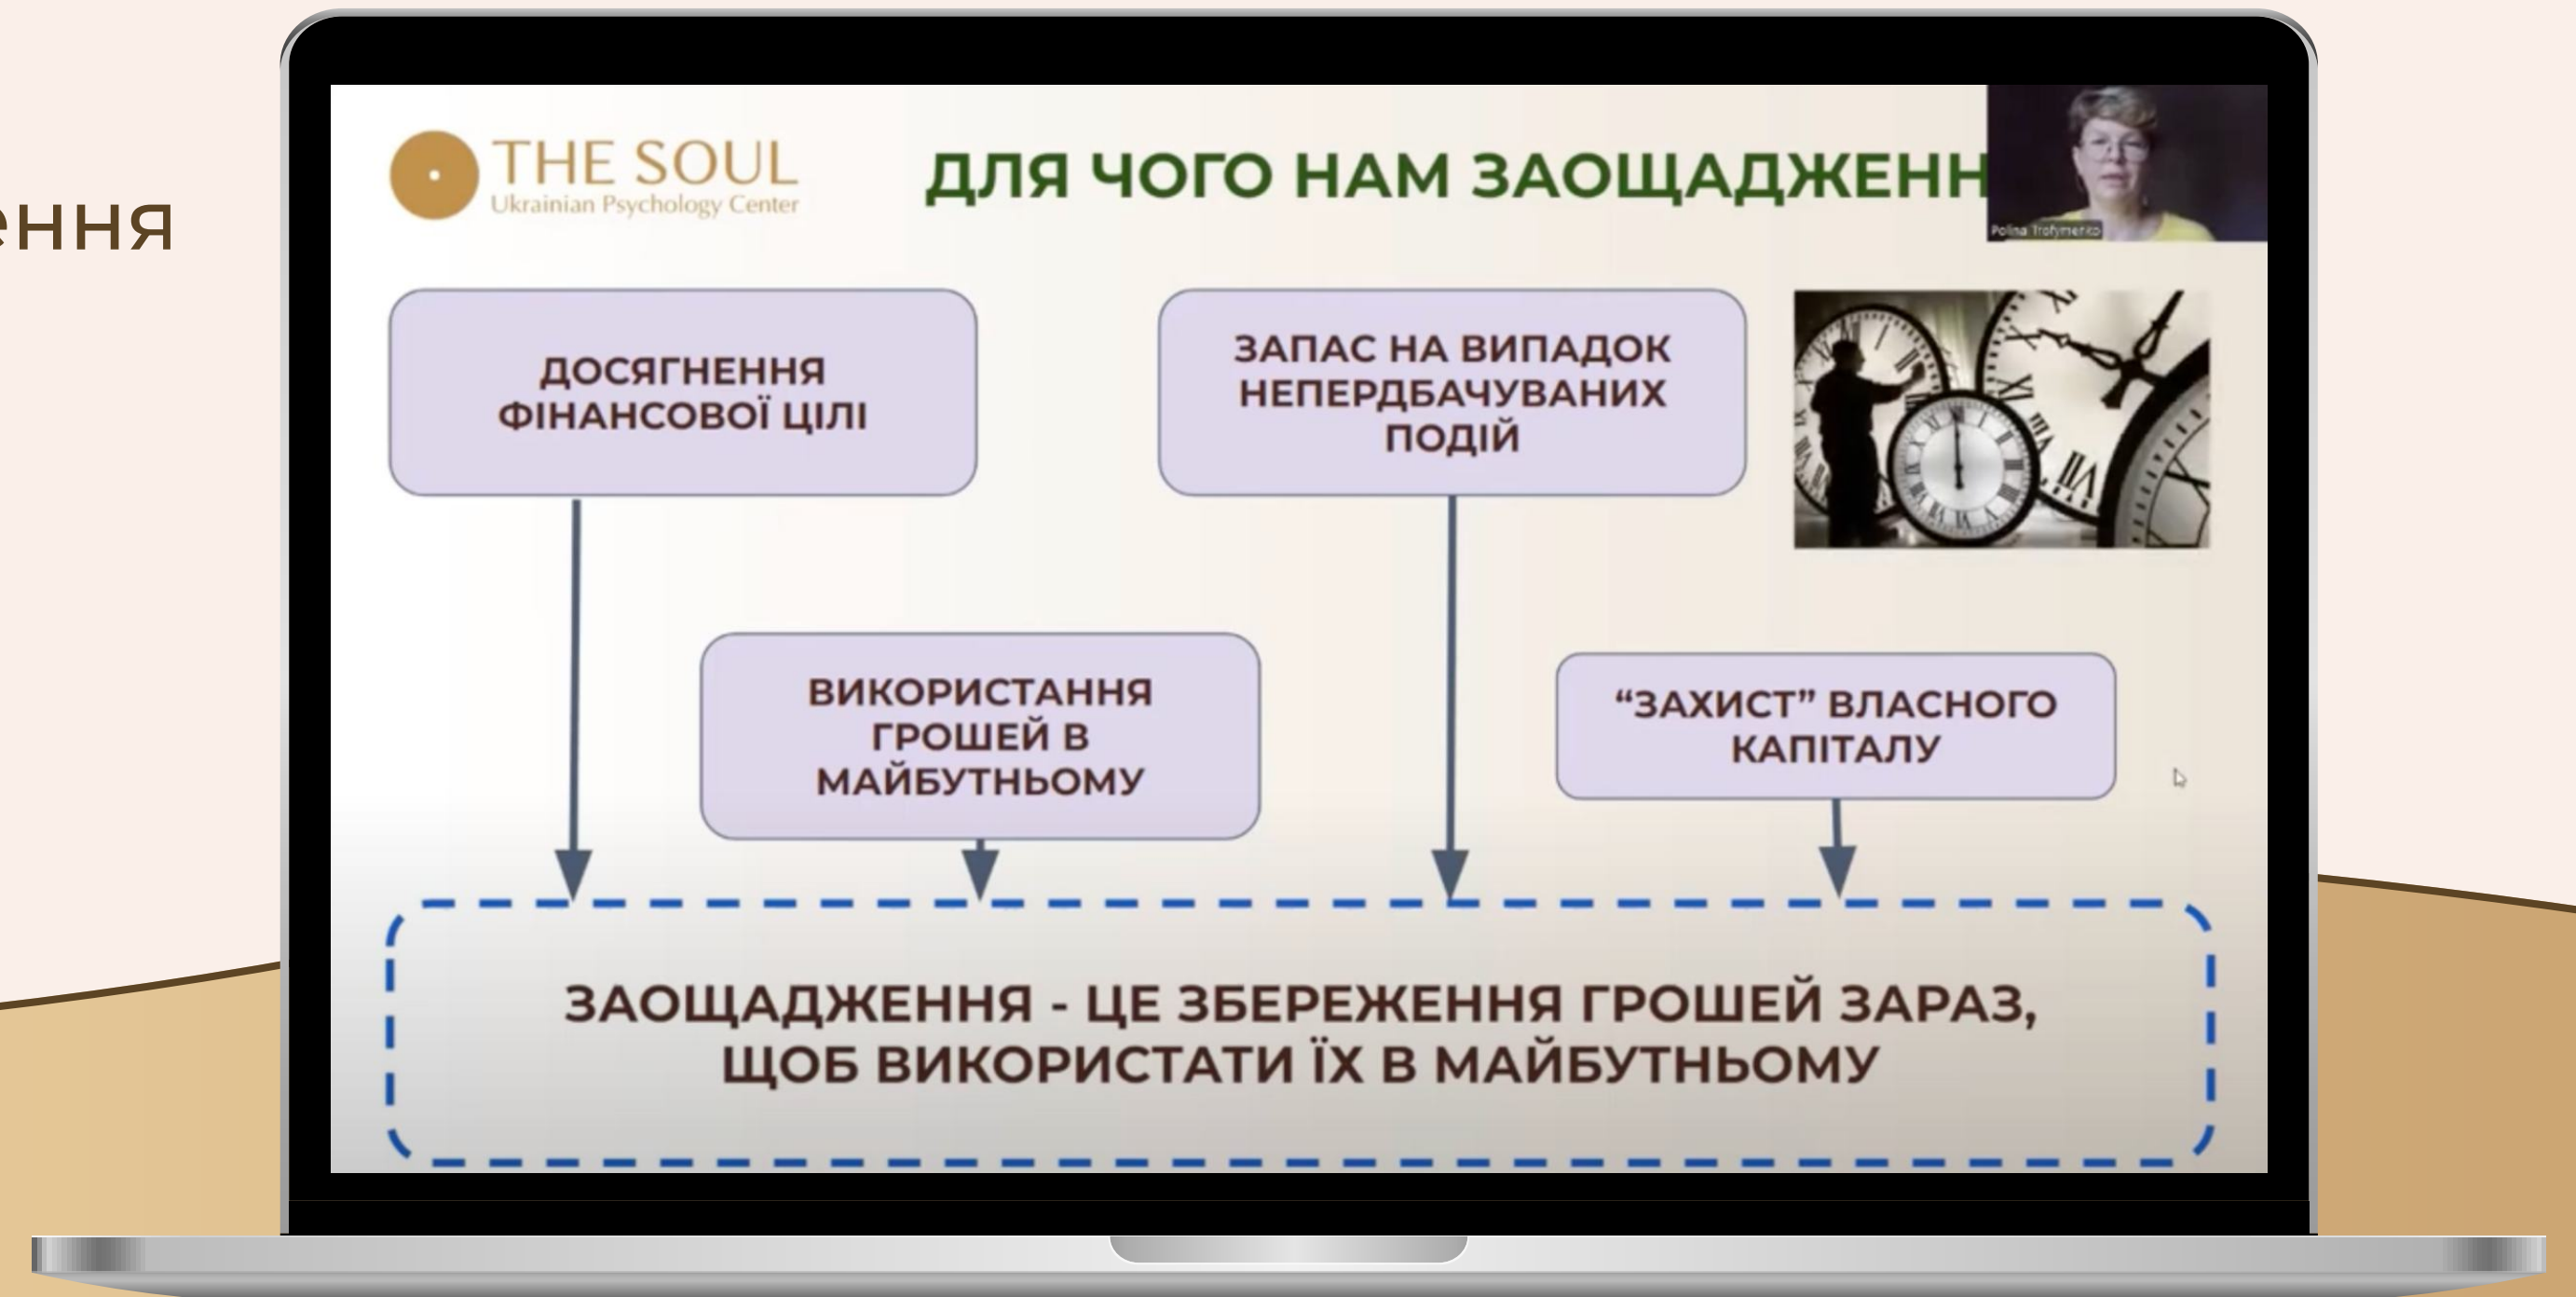 ення
THE SOUL
Ukrainian Psychology Center
ДЛЯ ЧОГО НАМ ЗАОЩАДЖЕНН
Polina Trofymenko
ДОСЯГНЕННЯ
ФІНАНСОВОЇ ЦІЛІ
ЗАПАС НА ВИПАДОК
НЕПЕРДБАЧУВАНИХ
ПОДІЙ
ВИКОРИСТАННЯ
ГРОШЕЙ В
МАЙБУТНЬОМУ
“ЗАХИСТ” ВЛАСНОГО
КАПІТАЛУ
ЗАОЩАДЖЕННЯ - ЦЕ ЗБЕРЕЖЕННЯ ГРОШЕЙ ЗАРАЗ,
ЩОБ ВИКОРИСТАТИ ЇХ В МАЙБУТНЬОМУ